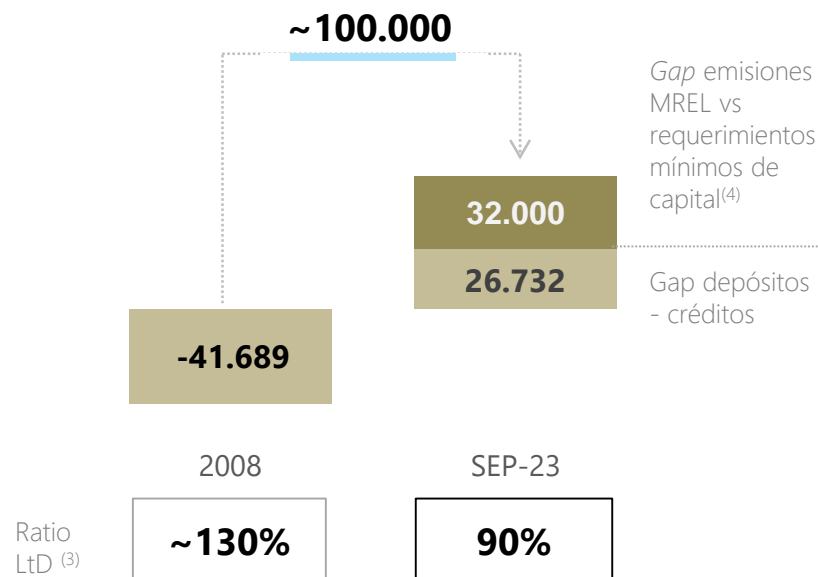 ~100.000
Gap emisiones
MREL vs
requerimientos
mínimos de
capital(4)
32.000
26.732
Gap depósitos
- créditos
-41.689
2008
SEP-23
Ratio
LtD (3)
~130%
90%